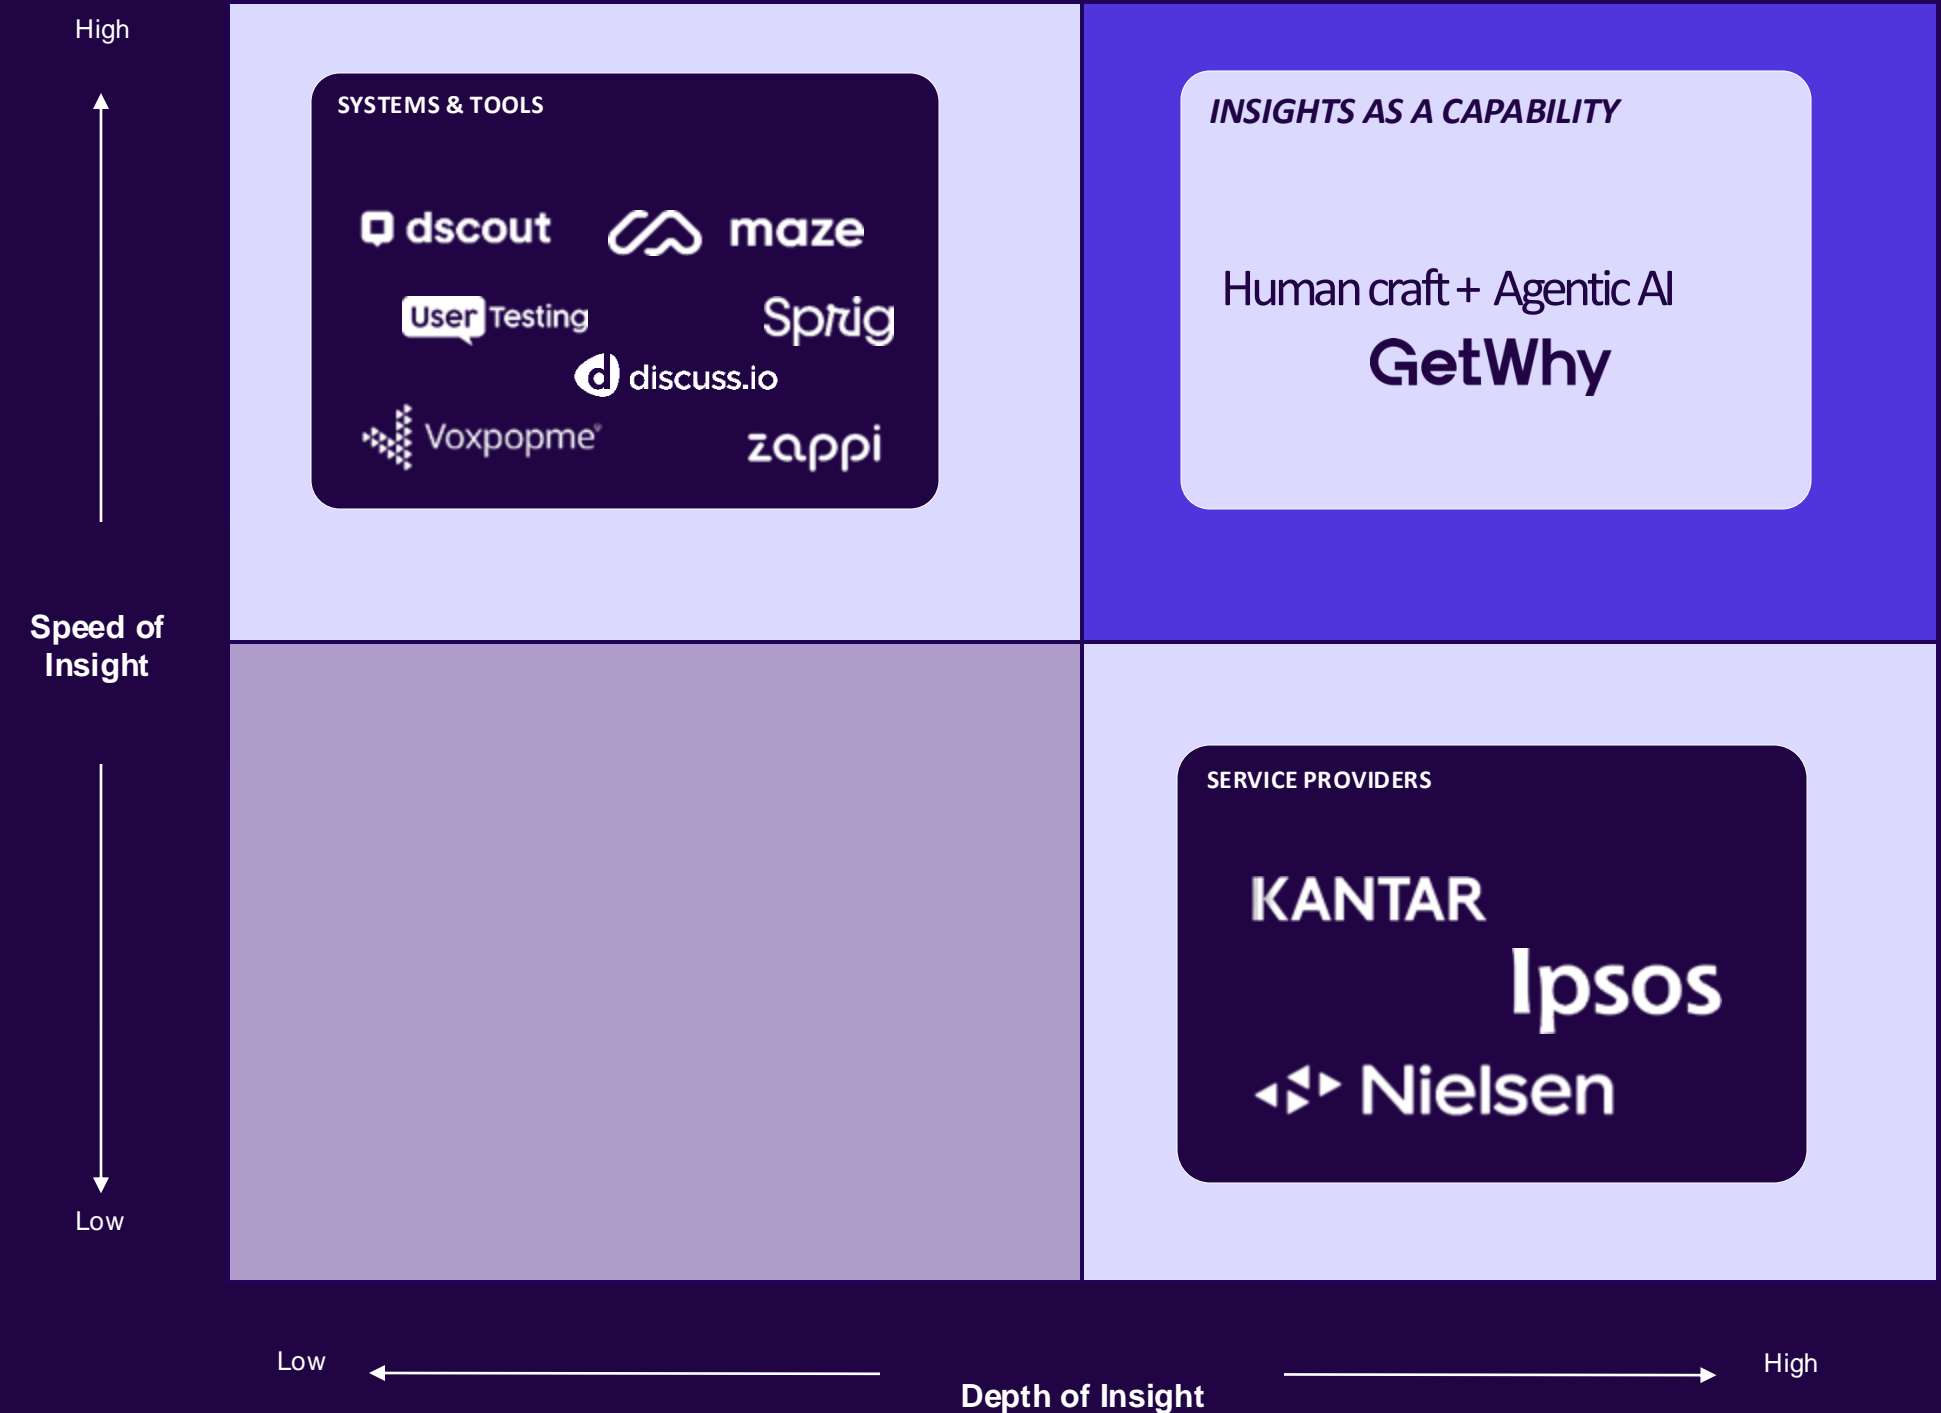 High
SYSTEMS & TOOLS
dscout
maze
User Testing
Sprig
discuss.io
Voxpopme®
zappi
INSIGHTS AS A CAPABILITY
Human craft + Agentic AI
GetWhy
Speed of
Insight
SERVICE PROVIDERS
KANTAR
Ipsos
Nielsen
Low
Low
Depth of Insight
High